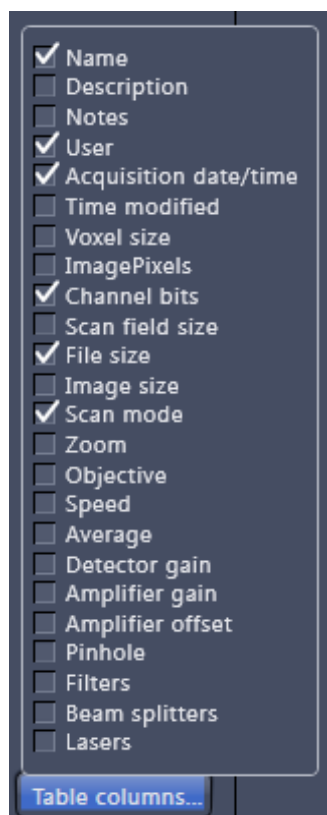 Name
Description
Notes
User
Acquisition date/time
Time modified
Voxel size
ImagePixels
Channel bits
Scan field size
File size
Image size
Scan mode
Zoom
Objective
Speed
Average
Detector gain
Amplifier gain
Amplifier offset
Pinhole
Filters
Beam splitters
Lasers
Table columns...